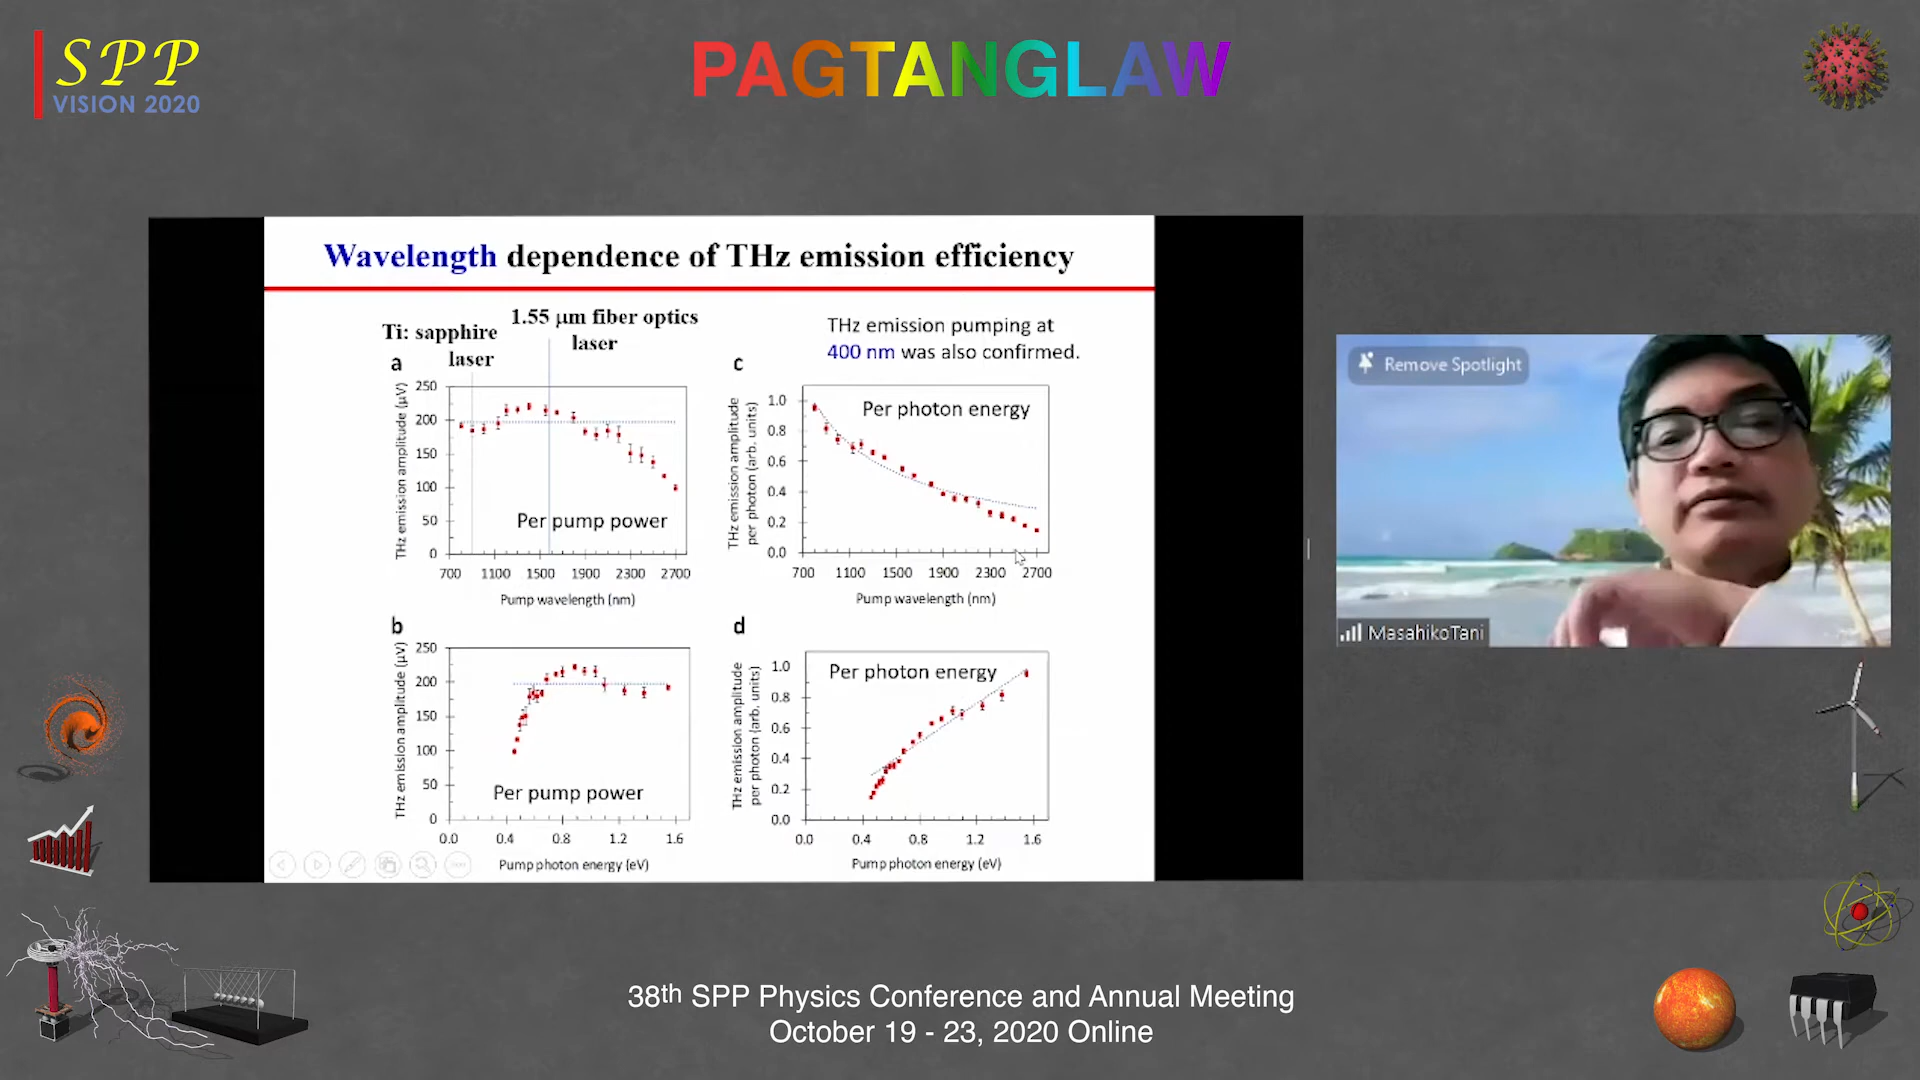 SPP
VISION 2020
PAGTANGLAW
Wavelength dependence of THz emission efficiency
Ti: sapphire
laser
1.55 µm fiber optics
laser
THz emission pumping at
400 nm was also confirmed.
a
THz emission amplitude (µV)
250
200
150
100
50
0
Per pump power
700 1100 1500 1900 2300 2700
Pump wavelength (nm)
c
THz emission amplitude
per photon (arb. units)
1.0
0.8
0.6
0.4
0.2
0.0
Per photon energy
700 1100 1500 1900 2300 2700
Pump wavelength (nm)
b
THz emission amplitude (µV)
250
200
150
100
50
0
Per pump power
0.0 0.4 0.8 1.2 1.6
Pump photon energy (eV)
d
THz emission amplitude
per photon (arb. units)
1.0
0.8
0.6
0.4
0.2
0.0
Per photon energy
0.0 0.4 0.8 1.2 1.6
Pump photon energy (eV)
Remove Spotlight
MasahikoTani
38th SPP Physics Conference and Annual Meeting
October 19 - 23, 2020 Online